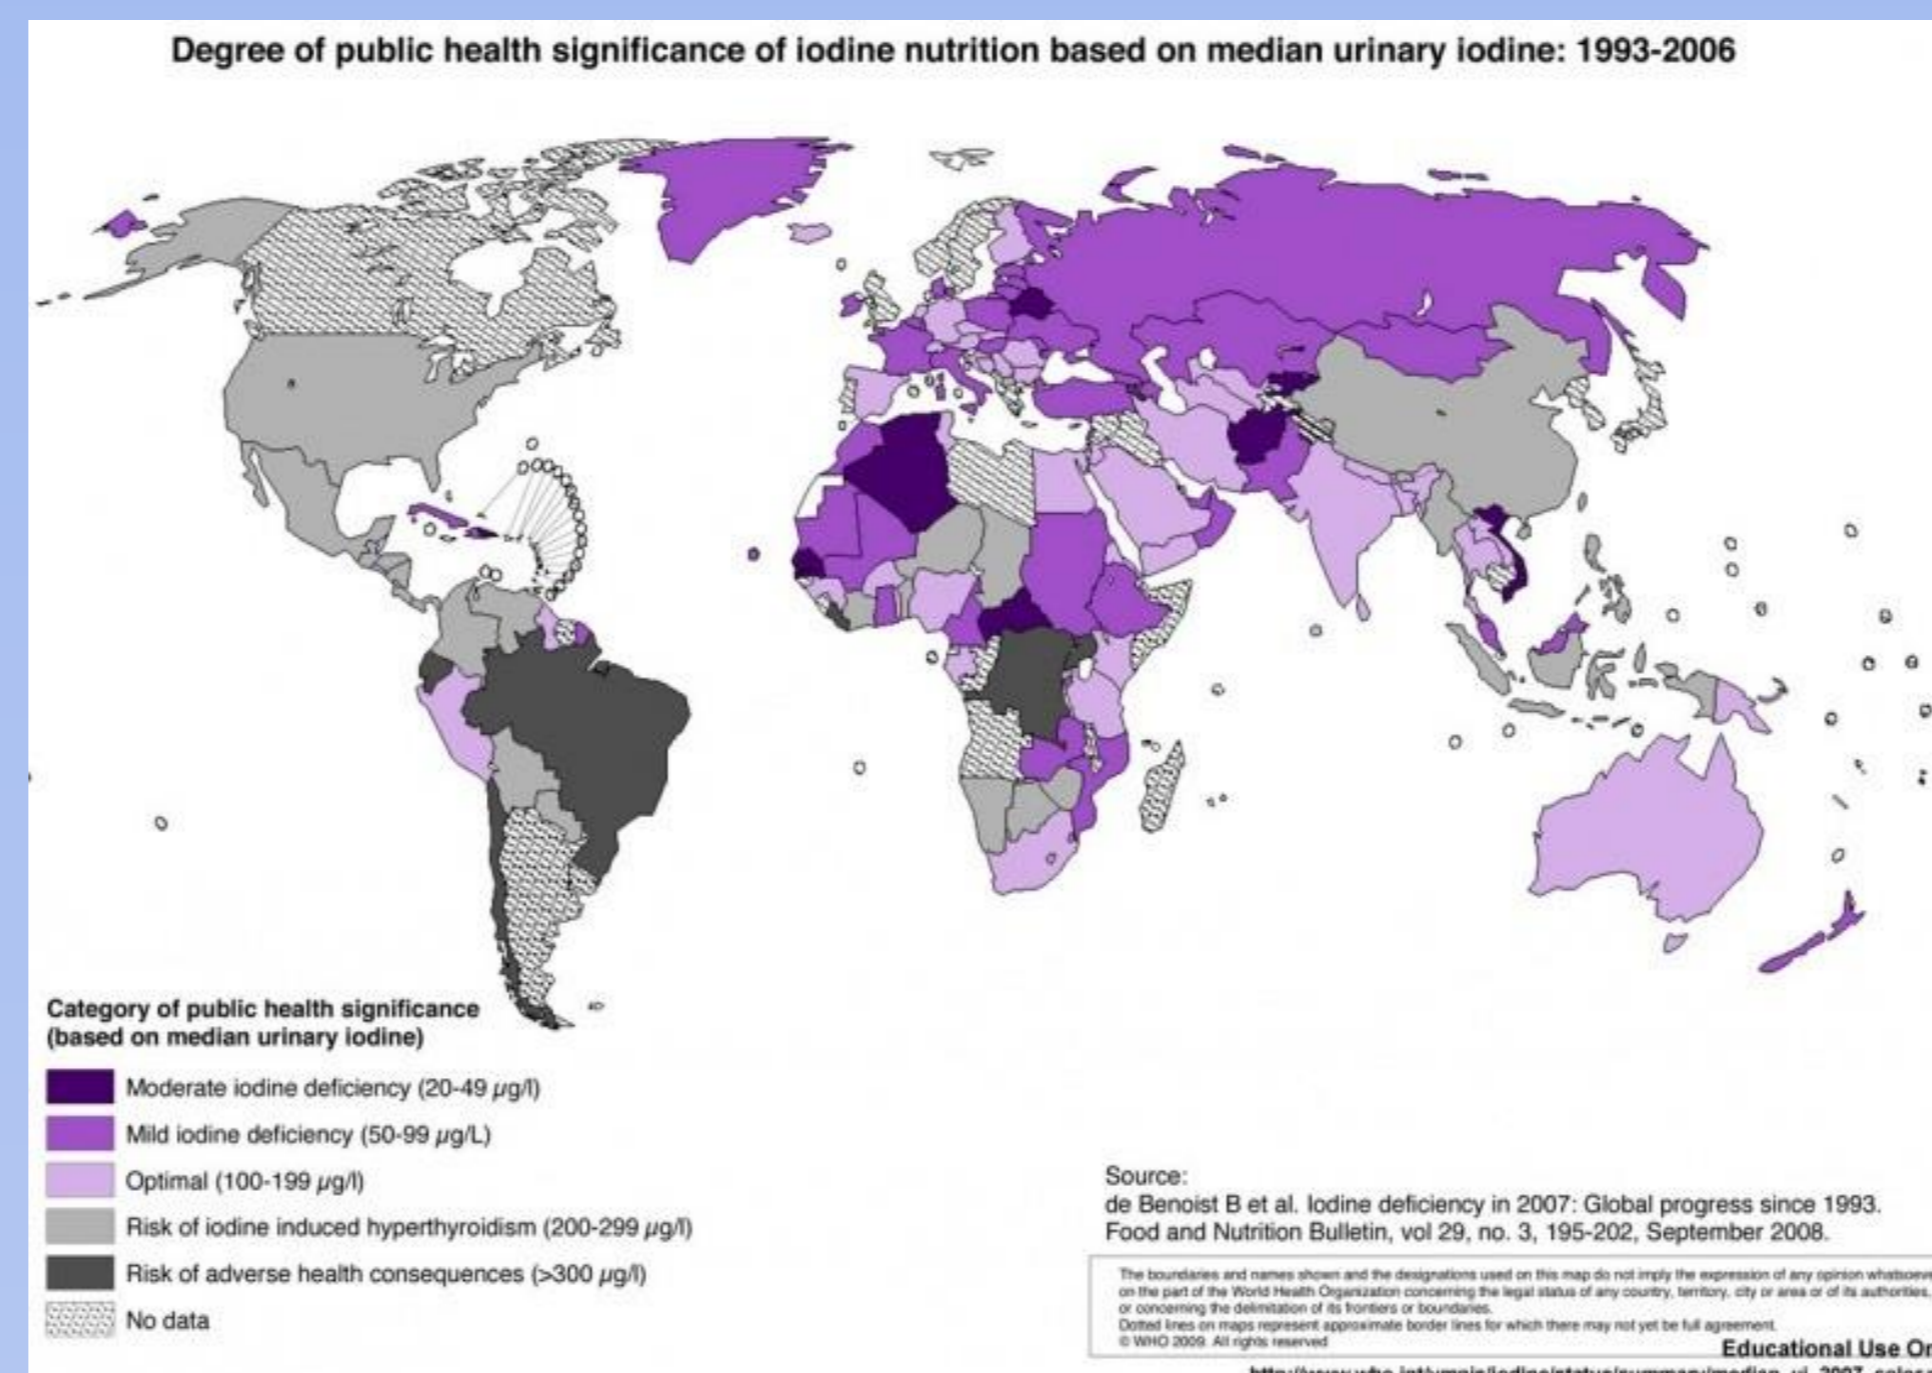 Degree of public health significance of iodine nutrition based on median urinary iodine: 1993-2006
Category of public health significance
(based on median urinary iodine)
Moderate iodine deficiency (20-49 µg/l)
Mild iodine deficiency (50-99 µg/L)
Optimal (100-199 µg/l)
Risk of iodine induced hyperthyroidism (200-299 µg/l)
Risk of adverse health consequences (>300 µg/l)
No data
Source:
de Benoist B et al. Iodine deficiency in 2007: Global progress since 1993.
Food and Nutrition Bulletin, vol 29, no. 3, 195-202, September 2008.
The boundaries and names shown and the designations used on this map do not imply the expression of any opinion whatsoeve
on the part of the World Health Organization concerning the legal status of any country, territory, city or area or of its authorities,
or concerning the delimitation of its frontiers or boundaries.
Dotted lines on maps represent approximate border lines for which there may not yet be full agreement.
© WHO 2009. All rights reserved
Educational Use On